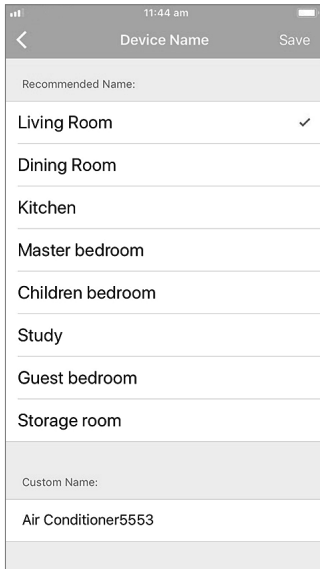 11:44 am
Device Name
Save
Recommended Name:
Living Room
Dining Room
Kitchen
Master bedroom
Children bedroom
Study
Guest bedroom
Storage room
Custom Name:
Air Conditioner5553